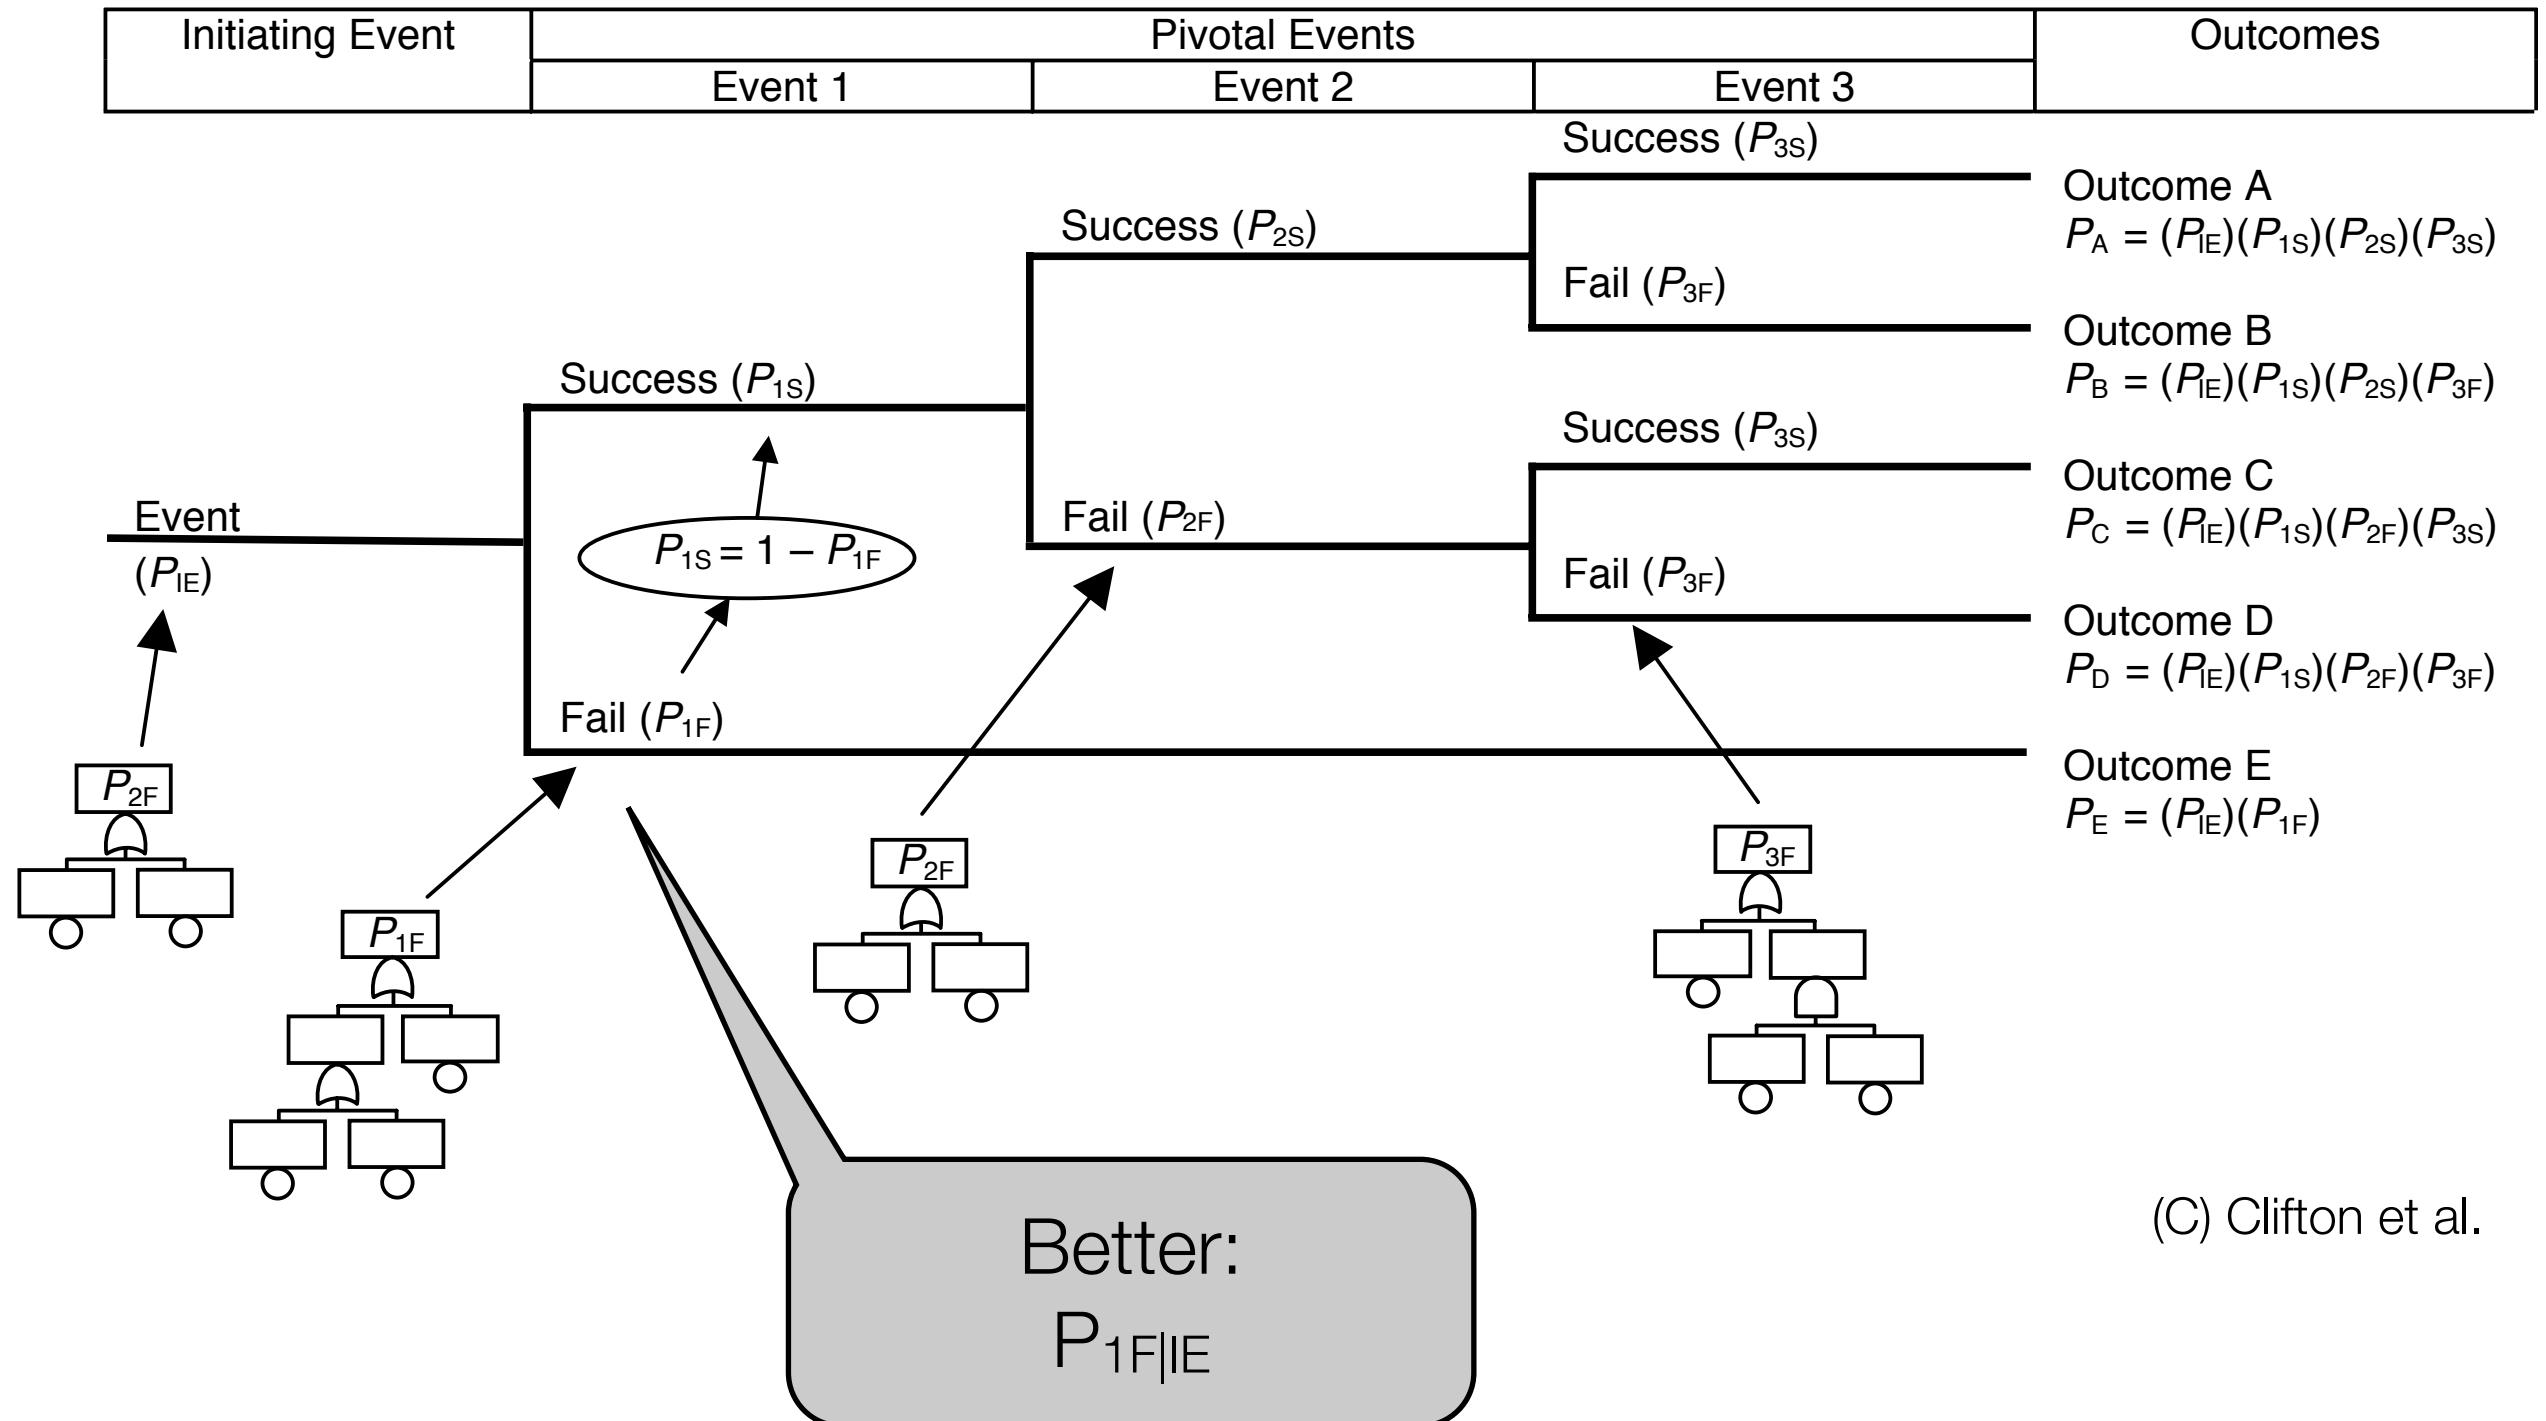 Initiating Event
Pivotal Events
Outcomes
Event 1
Event 2
Event 3
Success (P3S)
Outcome A
PA = (PIE)(P1S)(P2S)(P3S)
Success (P2S)
Fail (P3F)
Outcome B
PB = (PIE)(P1S)(P2S)(P3F)
Success (P1S)
Success (P3S)
Outcome C
PC = (PIE)(P1S)(P2F)(P3S)
Event
(PIE)
P1S = 1 – P1F
Fail (P2F)
Fail (P3F)
Outcome D
PD = (PIE)(P1S)(P2F)(P3F)
Fail (P1F)
Outcome E
PE = (PIE)(P1F)
P2F
P1F
P2F
P3F
Better:
P1F|IE
(C) Clifton et al.